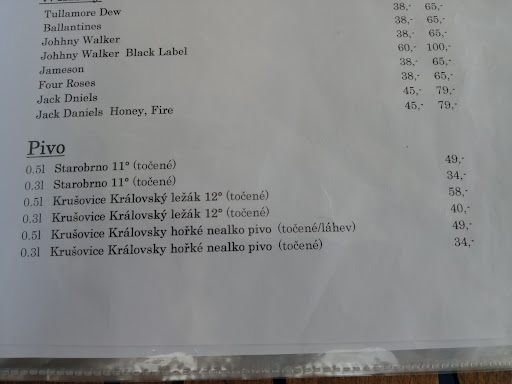 Tullamore Dew 38,- 65,-
Ballantines 38,- 65,-
Johhny Walker 38,- 65,-
Johhny Walker Black Label 60,- 100,-
Jameson 38,- 65,-
Four Roses 38,- 65,-
Jack Dniels 45,- 79,-
Jack Daniels Honey, Fire 45,- 79,-
Pivo
0.5l Starobrno 11° (točené) 49,-
0.3l Starobrno 11° (točené) 34,-
0.5l Krušovice Královský ležák 12° (točené) 58,-
0.3l Krušovice Královský ležák 12° (točené) 40,-
0.5l Krušovice Královsky hořké nealko pivo (točené/láhev) 49,-
0.3l Krušovice Královsky hořké nealko pivo (točené) 34,-